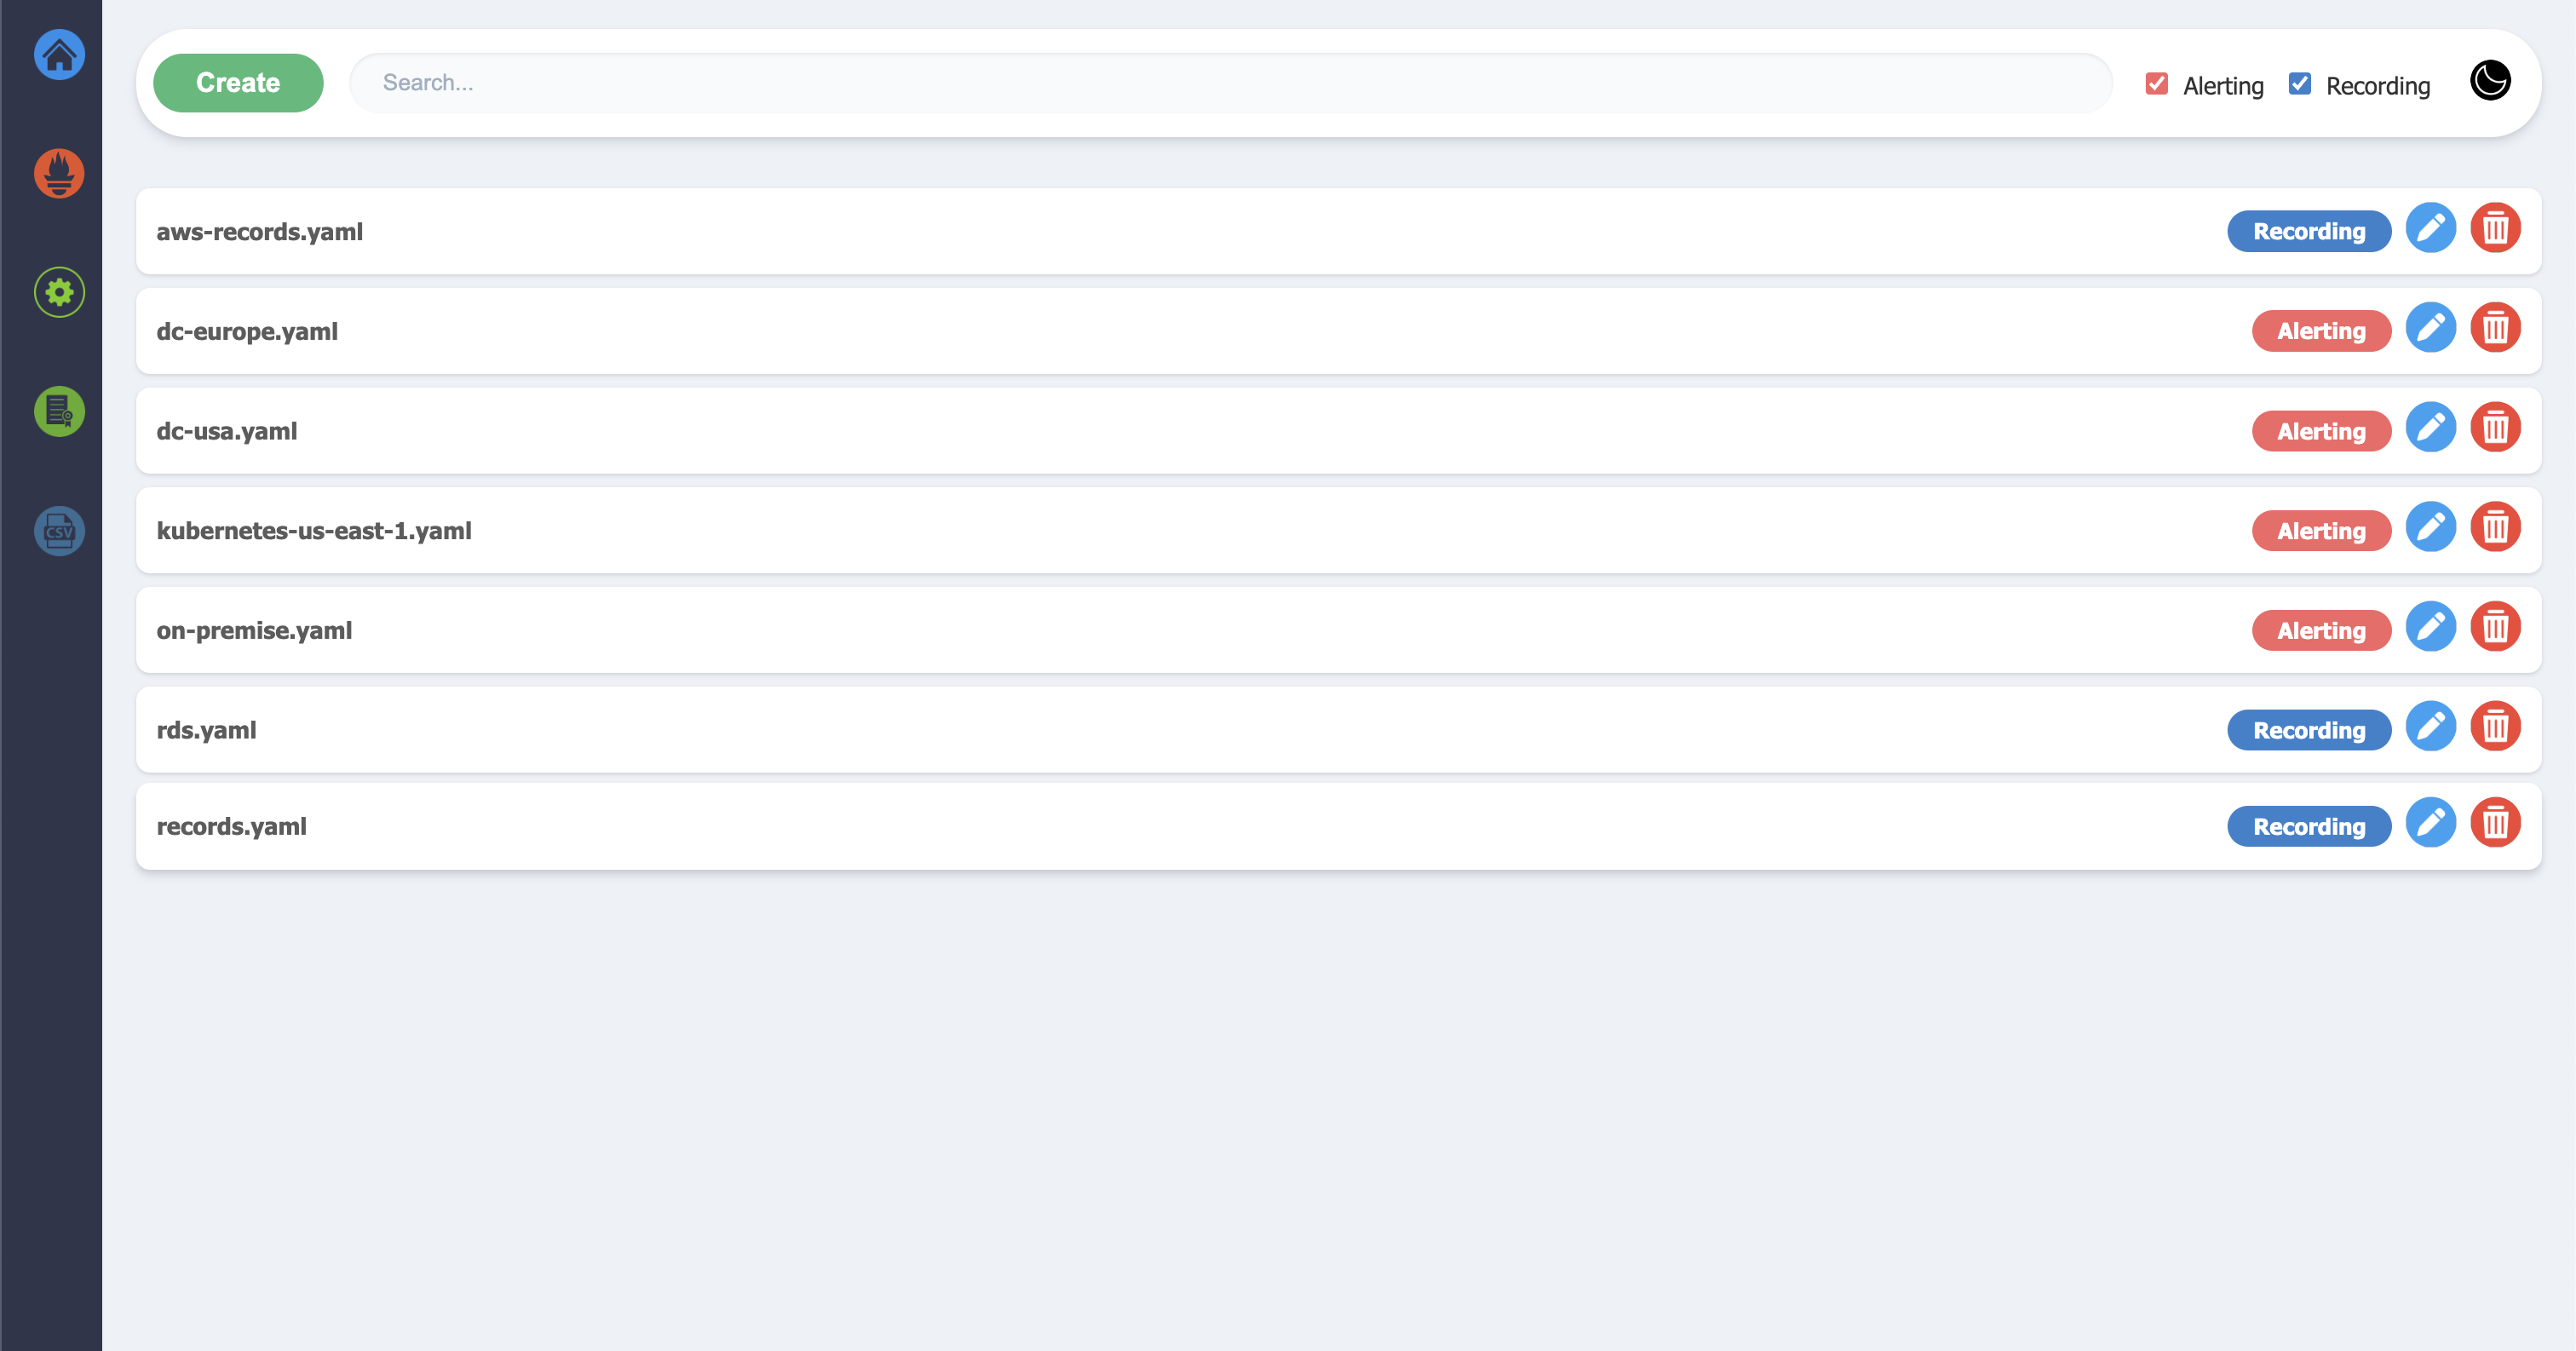 Create
Search...
Alerting
Recording
aws-records.yaml
Recording
dc-europe.yaml
Alerting
dc-usa.yaml
Alerting
kubernetes-us-east-1.yaml
Alerting
on-premise.yaml
Alerting
rds.yaml
Recording
records.yaml
Recording
CSV